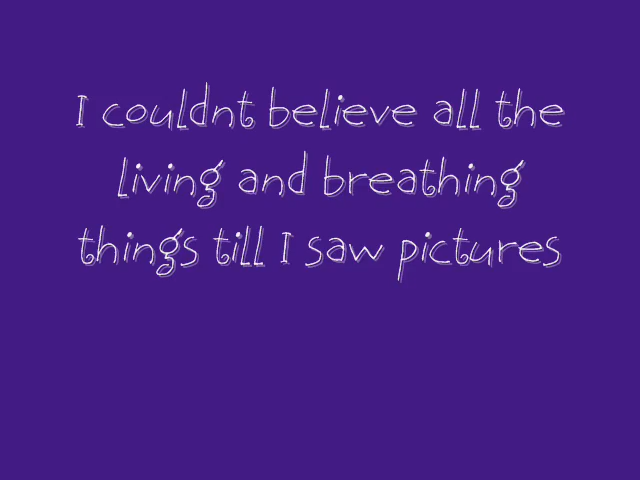 I couldnt believe all the
living and breathing
things till I saw pictures